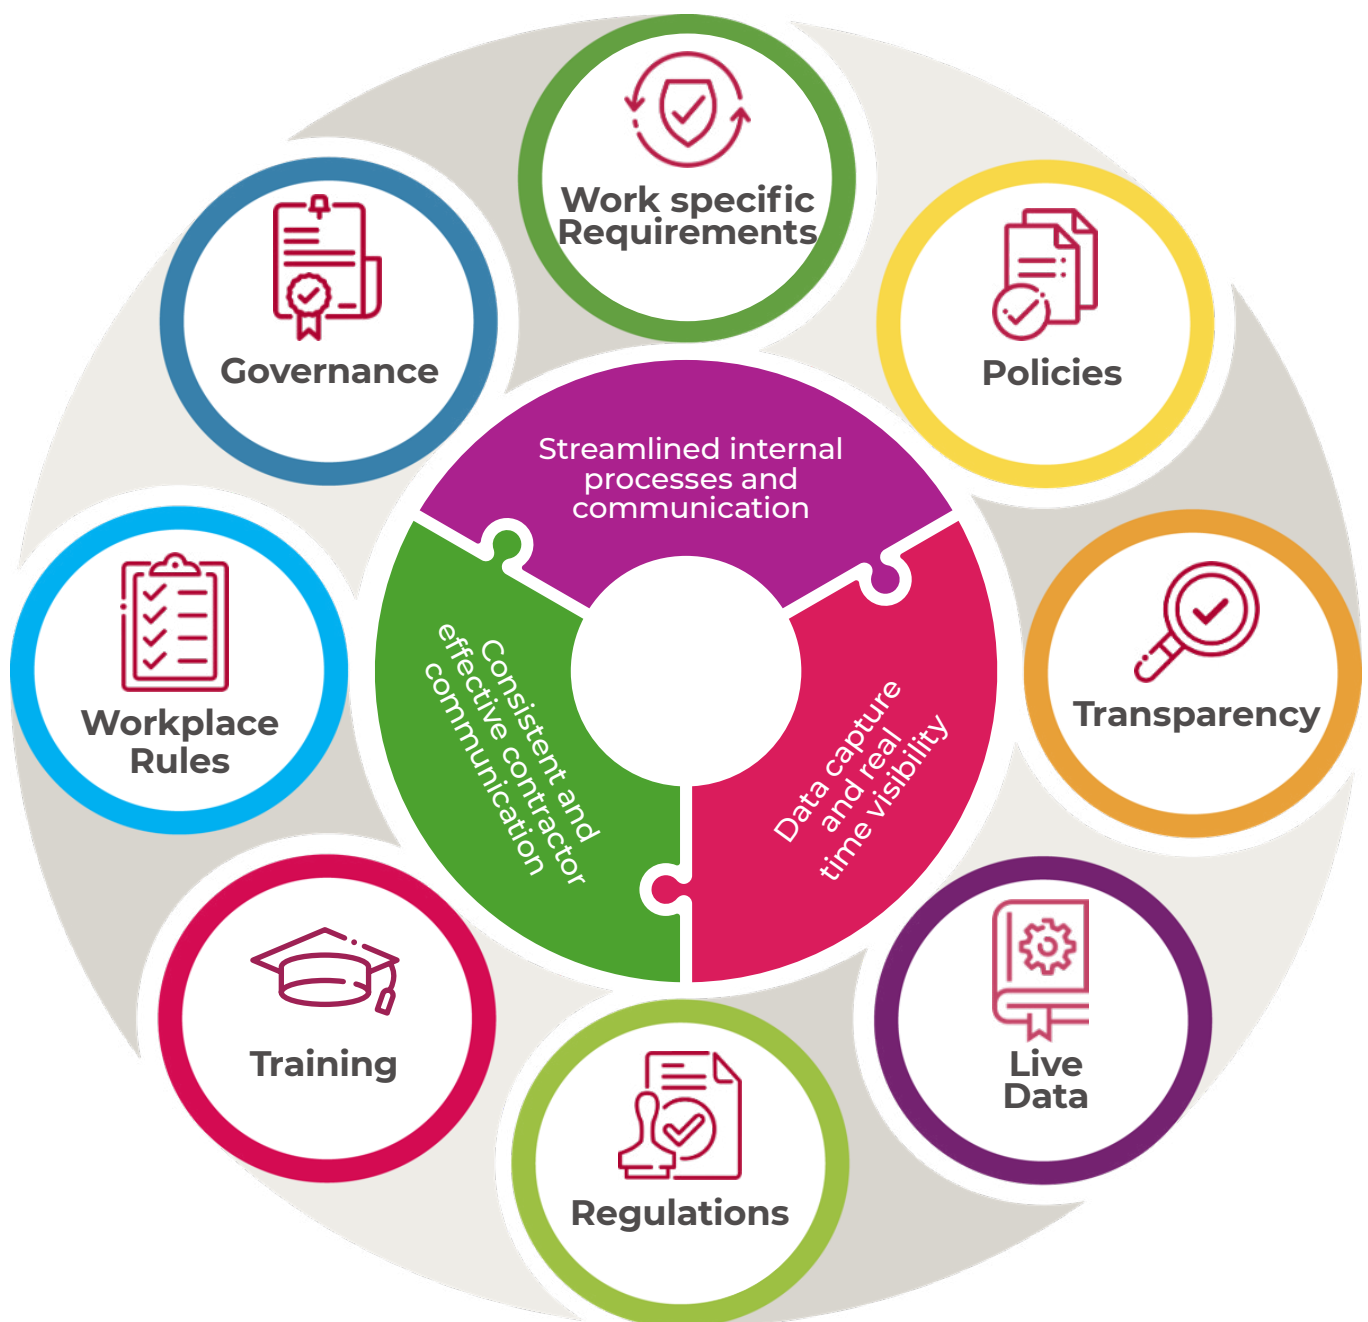 Work specific
Requirements
Policies
Transparency
Live
Data
Regulations
Training
Workplace
Rules
Governance
Streamlined internal
processes and
communication
Data capture
and real
time visibility
Consistent and
effective contractor
communication